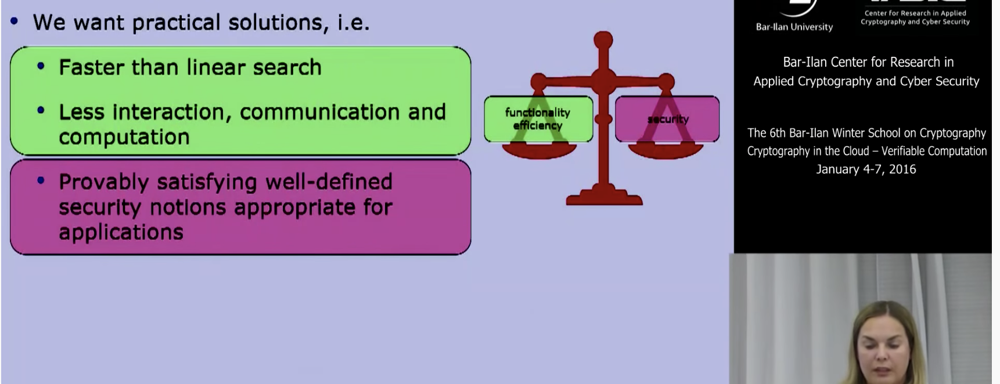 • We want practical solutions, i.e.
• Faster than linear search
• Less interaction, communication and
computation
• Provably satisfying well-defined
security notions appropriate for
applications
functionality
efficiency
security
Bar-Ilan University
Center for Research in Applied
Cryptography and Cyber Security
Bar-Ilan Center for Research in
Applied Cryptography and Cyber Security
The 6th Bar-Ilan Winter School on Cryptography
Cryptography in the Cloud – Verifiable Computation
January 4-7, 2016